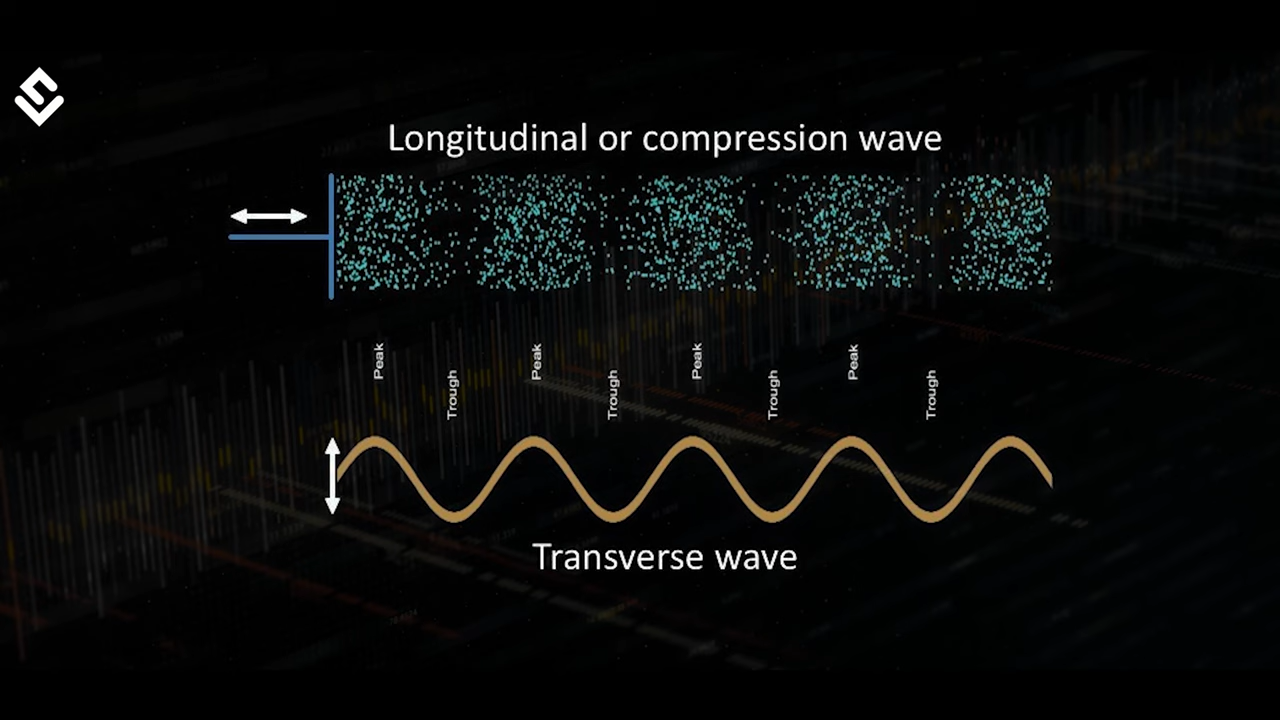 Longitudinal or compression wave
Peak
Trough
Peak
Trough
Peak
Trough
Peak
Trough
Transverse wave